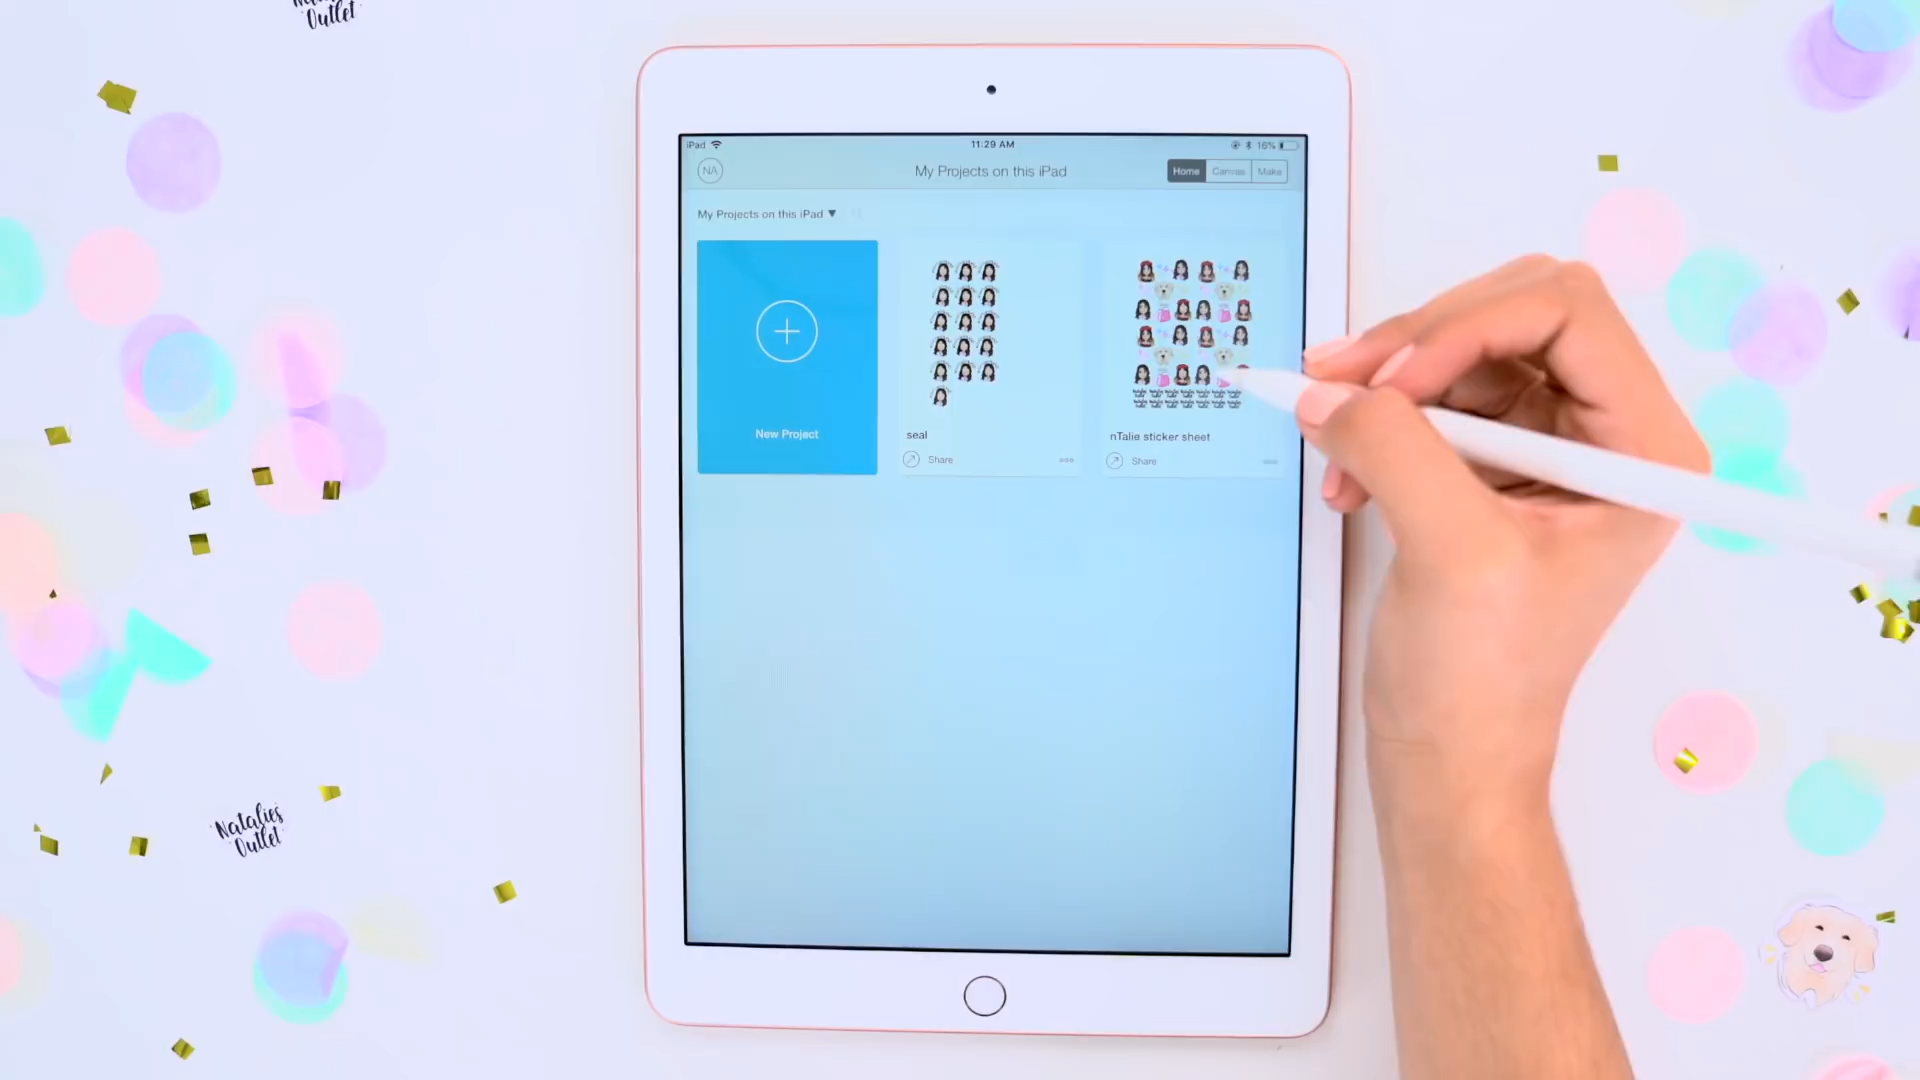 Outlet
iPad
11:29 AM
16%
NA
My Projects on this iPad
Home
Canvas
Make
My Projects on this iPad ▼
New Project
seal
Share
nTalie sticker sheet
Share
Natalies
Outlet